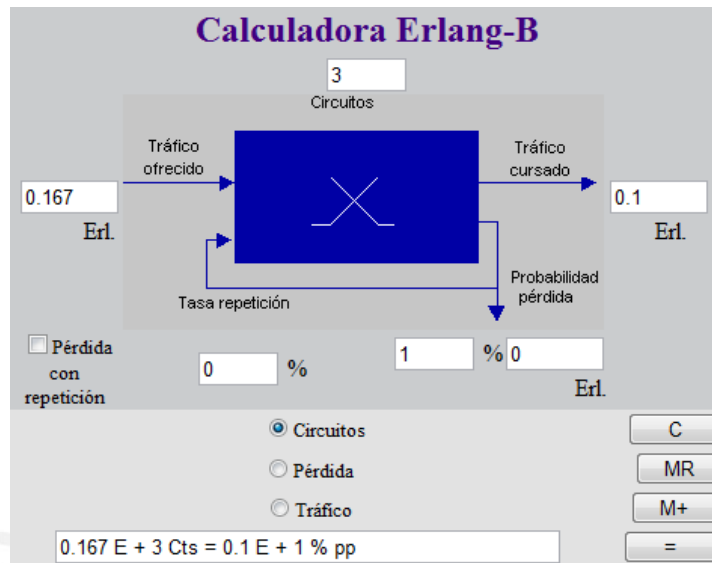 Calculadora Erlang-B
3
Circuitos
Tráfico
ofrecido
Tráfico
cursado
0.167
Erl.
0.1
Erl.
Tasa repetición
Probabilidad
pérdida
Pérdida
con
repetición
0 %
1 % 0
Erl.
Circuitos
C
Pérdida
MR
Tráfico
M+
0.167 E + 3 Cts = 0.1 E + 1 % pp
=